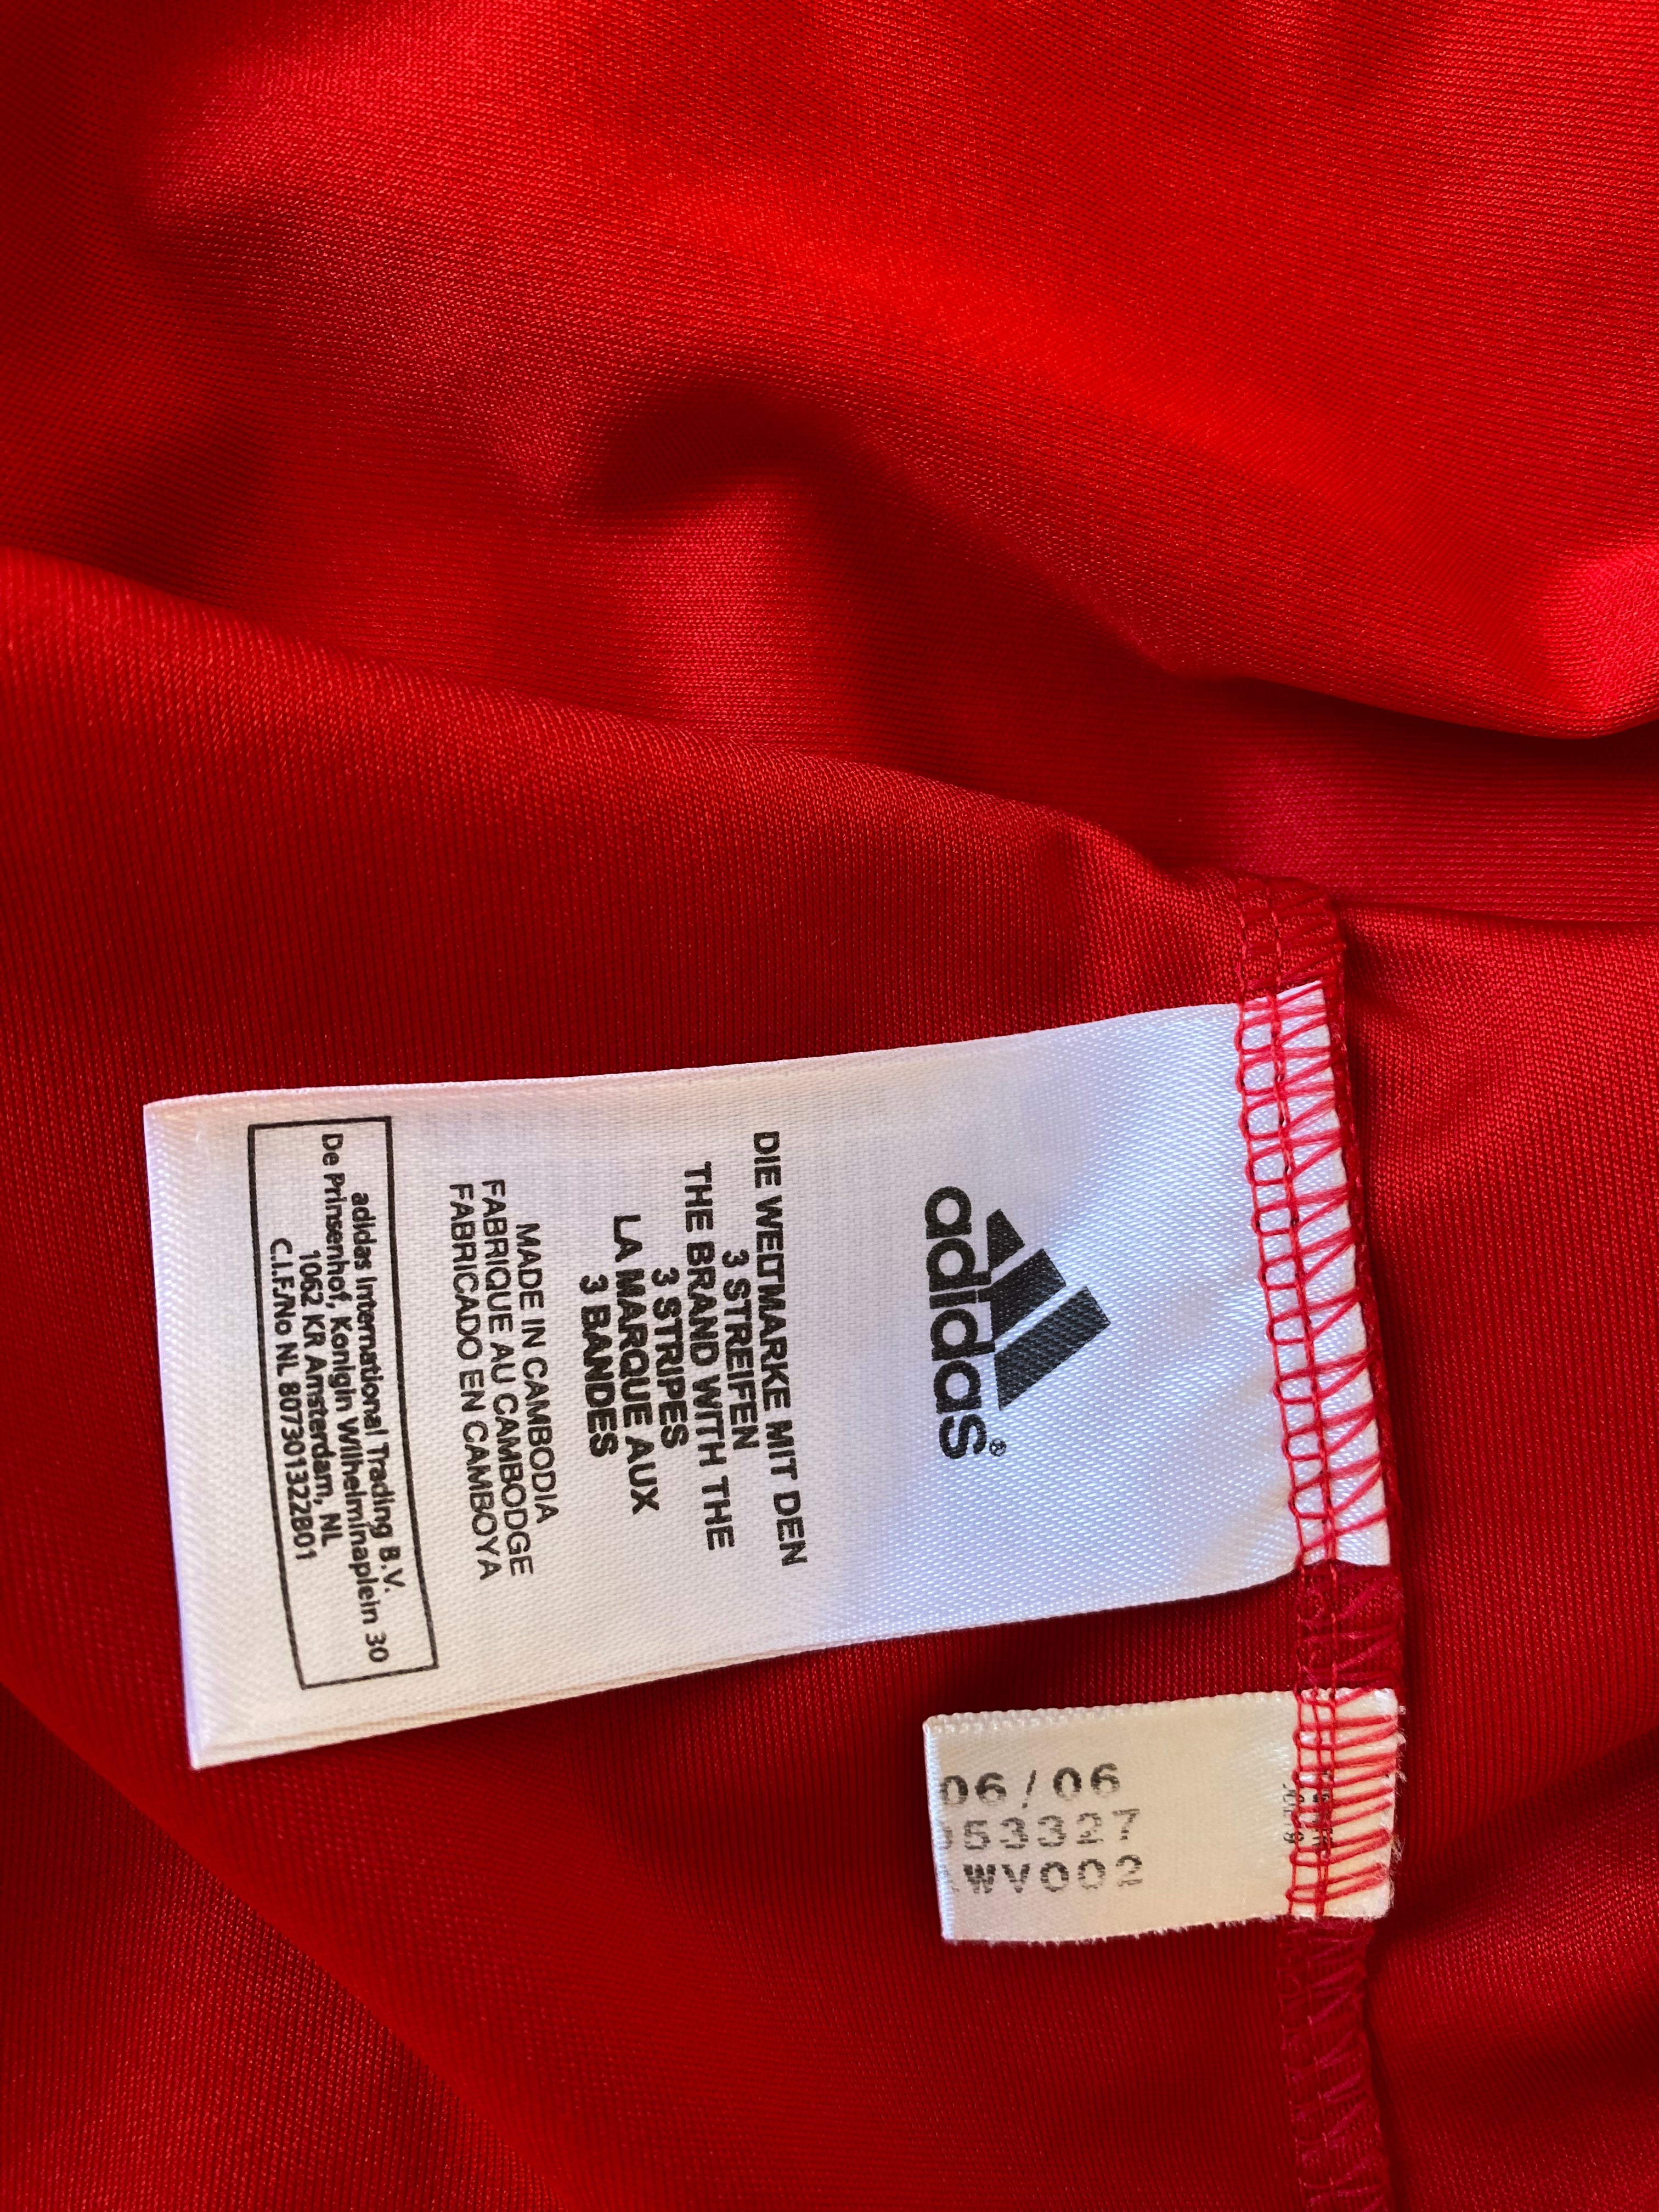 adidas®
DIE WELTMARKE MIT DEN
3 STREIFEN
THE BRAND WITH THE
3 STRIPES
LA MARQUE AUX
3 BANDES
MADE IN CAMBODIA
FABRIQUE AU CAMBODGE
FABRICADO EN CAMBOYA
adidas International Trading B.V.
De Prinsenhof, Konigin Wilhelminaplein 30
1062 KR Amsterdam, NL
C.I.F./No NL 807301322B01
06/06
53327
WV002